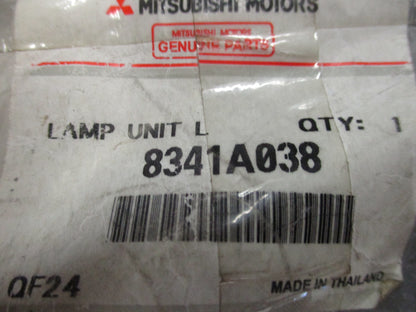 MITSUBISHI MOTORS
MITSUBISHI MOTORS
GENUINE PARTS
LAMP UNIT L QTY: 1
8341A038
QF24 MADE IN THAILAND